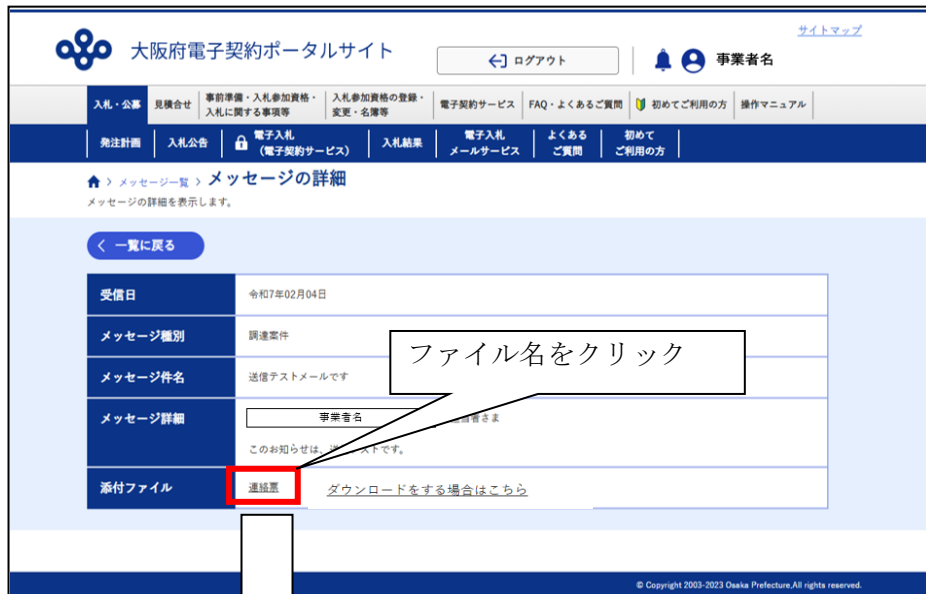 サイトマップ
大阪府電子契約ポータルサイト
ログアウト
事業者名
入札・公募
見積合せ
事前準備・入札参加資格・
入札に関する事項等
入札参加資格の登録・
変更・名簿等
電子契約サービス
FAQ・よくあるご質問
初めてご利用の方
操作マニュアル
発注計画
入札公告
電子入札
（電子契約サービス）
入札結果
電子入札
メールサービス
よくある
ご質問
初めて
ご利用の方
> メッセージ一覧 > メッセージの詳細
メッセージの詳細を表示します。
く 一覧に戻る
受信日 令和7年02月04日
メッセージ種別 調達案件
ファイル名をクリック
メッセージ件名 送信テストメールです
メッセージ詳細 事業者名 当者さま
このお知らせは、 ストです。
添付ファイル 連絡票 ダウンロードをする場合はこちら
© Copyright 2003-2023 Osaka Prefecture,All rights reserved.